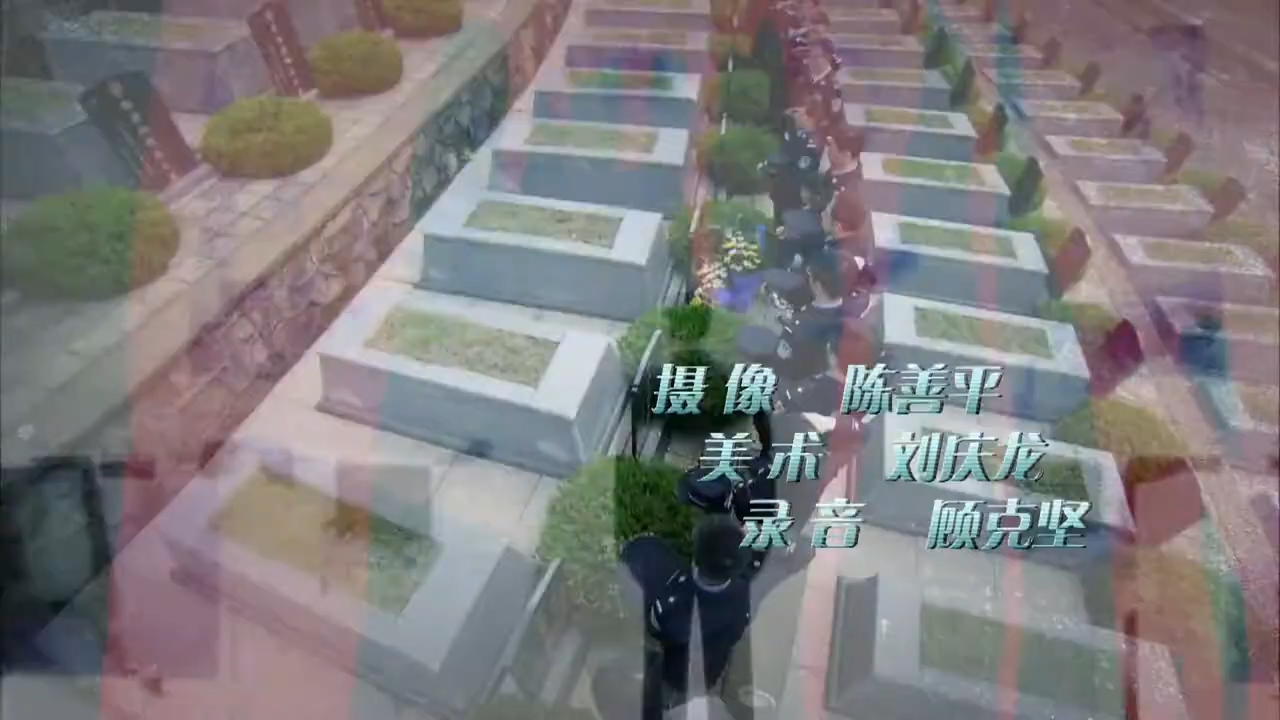 摄像 陈善平
美术 刘庆龙
录音 顾克坚